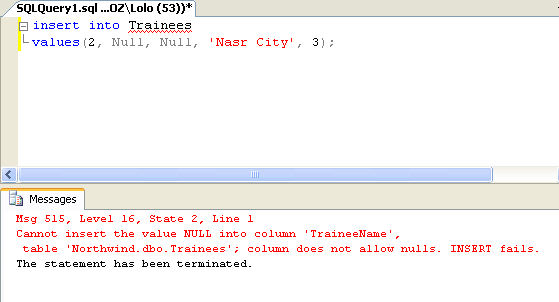 SQLQuery1.sql ...OZ\Lolo (53))*
insert into Trainees
values(2, Null, Null, 'Nasr City', 3);
Messages
Msg 515, Level 16, State 2, Line 1
Cannot insert the value NULL into column 'TraineeName',
table 'Northwind.dbo.Trainees'; column does not allow nulls. INSERT fails.
The statement has been terminated.